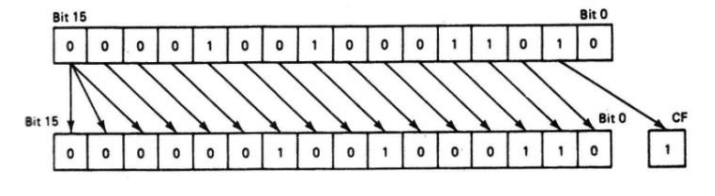 Bit 15 Bit 0
0 0 0 0 1 0 0 1 0 0 0 1 1 0 1 0
Bit 15 Bit 0 CF
0 0 0 0 0 0 1 0 0 1 0 0 0 1 1 0 1